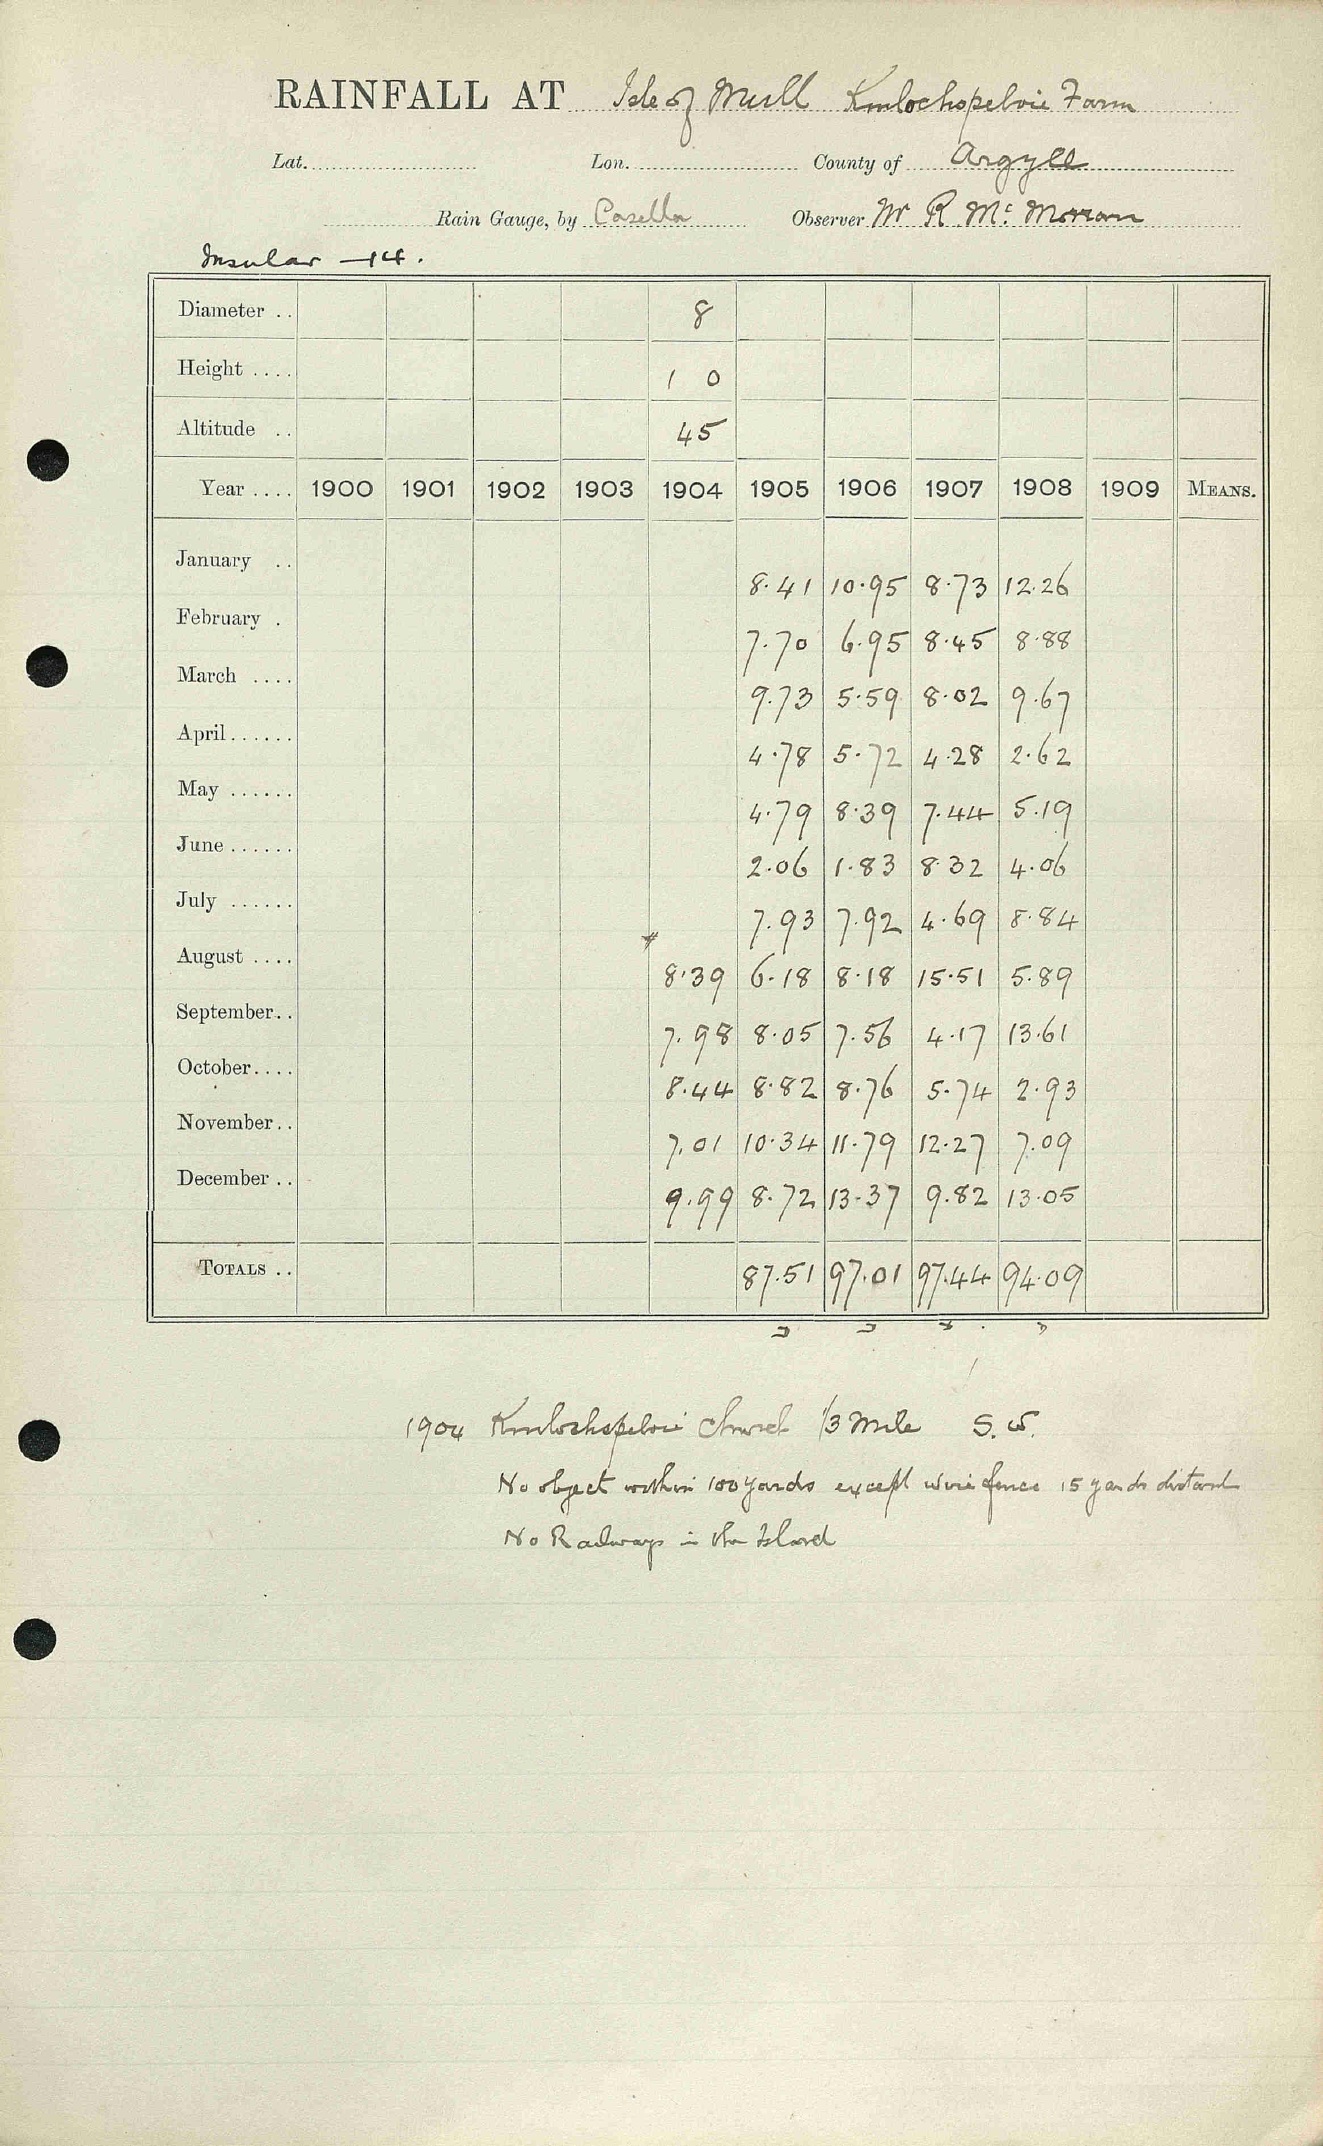 RAINFALL AT Isle of Mull Kinlochspelvie Farm
Lat. Lon. County of Argyll
Rain Gauge, by Casella Observer Mr R. Mc Morran
Insular -14.
Diameter .. 8
Height .... 1 0
Altitude .. 45
Year .... 1900 1901 1902 1903 1904 1905 1906 1907 1908 1909 MEANS.
January .. 8.41 10.95 8.73 12.26
February . 7.70 6.95 8.45 8.88
March .... 9.73 5.59 8.02 9.67
April...... 4.78 5.72 4.28 2.62
May ...... 4.79 8.39 7.44 5.19
June ...... 2.06 1.83 8.32 4.06
July ...... 7.93 7.92 4.69 8.84
August .... 8.39 6.18 8.18 15.51 5.89
September.. 7.98 8.05 7.56 4.17 13.61
October.... 8.44 8.82 8.76 5.74 2.93
November.. 7.01 10.34 11.79 12.27 7.09
December .. 9.99 8.72 13.37 9.82 13.05
TOTALS .. 87.51 97.01 97.44 94.09
1904 Kinlochspelvie Church 1/3 Mile S.W.
No object within 100 yards except wire fence 15 yards distant
No Railways in the Island